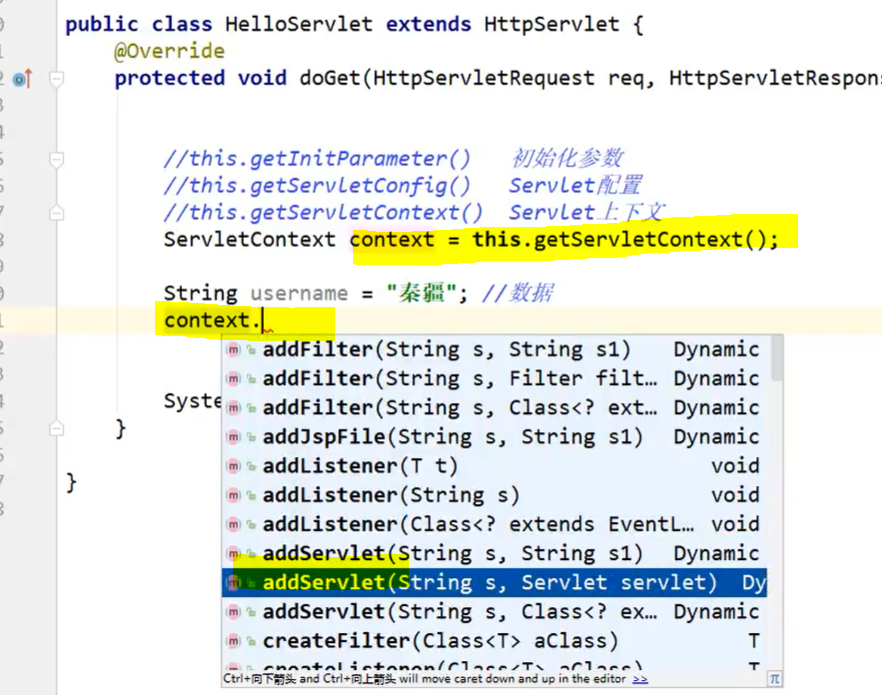 public class HelloServlet extends HttpServlet {
@Override
protected void doGet(HttpServletRequest req, HttpServletRespon
//this.getInitParameter() 初始化参数
//this.getServletConfig() Servlet配置
//this.getServletContext() Servlet上下文
ServletContext context = this.getServletContext();
String username = "秦疆"; //数据
context.
addFilter(String s, String s1) Dynamic
addFilter(String s, Filter filt… Dynamic
addFilter(String s, Class<? ext… Dynamic
Syste
addJspFile(String s, String s1) Dynamic
}
addListener(T t) void
}
addListener(String s) void
addListener(Class<? extends EventL… void
addServlet(String s, String s1) Dynamic
addServlet(String s, Servlet servlet) Dy
addServlet(String s, Class<? ex… Dynamic
createFilter(Class<T> aClass) T
createListener(Class<T> aClass) T
Ctrl+向下箭头 and Ctrl+向上箭头 will move caret down and up in the editor >>
π